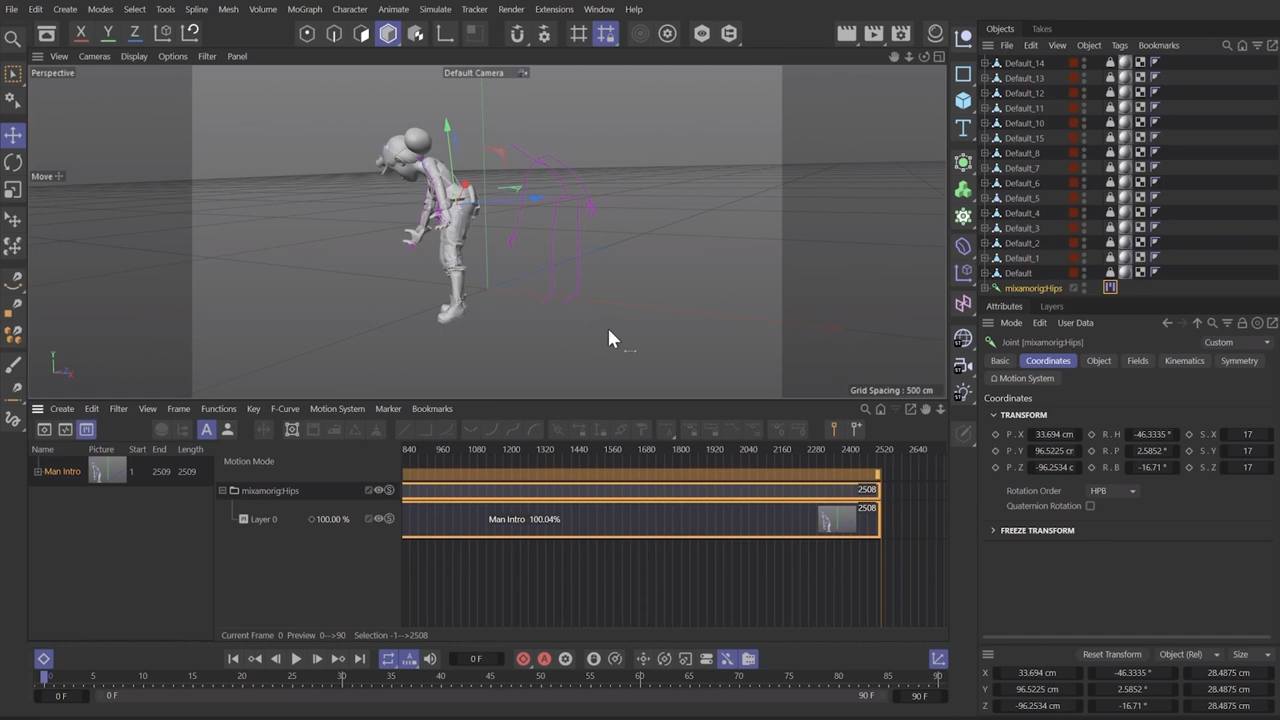 File Edit Create Modes Select Tools Spline Mesh Volume MoGraph Character Animate Simulate Tracker Render Extensions Window Help
X Y Z
View Cameras Display Options Filter Panel
Perspective
Default Camera
Move
Grid Spacing : 500 cm
Y
Z
X
Create Edit Filter View Frame Functions Key F-Curve Motion System Marker Bookmarks
A
Name Picture Start End Length
Man Intro 1 2509 2509
Motion Mode
840 960 1080 1200 1320 1440 1560 1680 1800 1920 2040 2160 2280 2400 2520 2640
mixamorig:Hips 2508
Layer 0 100.00 % Man Intro 100.04% 2508
Current Frame 0 Preview 0-->90 Selection -1-->2508
0 F
0 5 10 15 20 25 30 35 40 45 50 55 60 65 70 75 80 85 90
0 F 0 F 90 F 90 F
T
ST
ST
ST
Objects Takes
File Edit View Object Tags Bookmarks
Default_14
Default_13
Default_12
Default_11
Default_10
Default_15
Default_8
Default_7
Default_6
Default_5
Default_4
Default_3
Default_2
Default_1
Default
mixamorig:Hips
Attributes Layers
Mode Edit User Data
Joint [mixamorig:Hips] Custom
Basic Coordinates Object Fields Kinematics Symmetry
Motion System
Coordinates
TRANSFORM
P.X 33.694 cm R.H -46.3335° S.X 17
P.Y 96.5225 cm R.P 2.5852 ° S.Y 17
P.Z -96.2534 c R.B -16.71 ° S.Z 17
Rotation Order HPB
Quaternion Rotation
FREEZE TRANSFORM
Reset Transform Object (Rel) Size
X 33.694 cm -46.3335 ° 28.4875 cm
Y 96.5225 cm 2.5852 ° 28.4875 cm
Z -96.2534 cm -16.71 ° 28.4875 cm